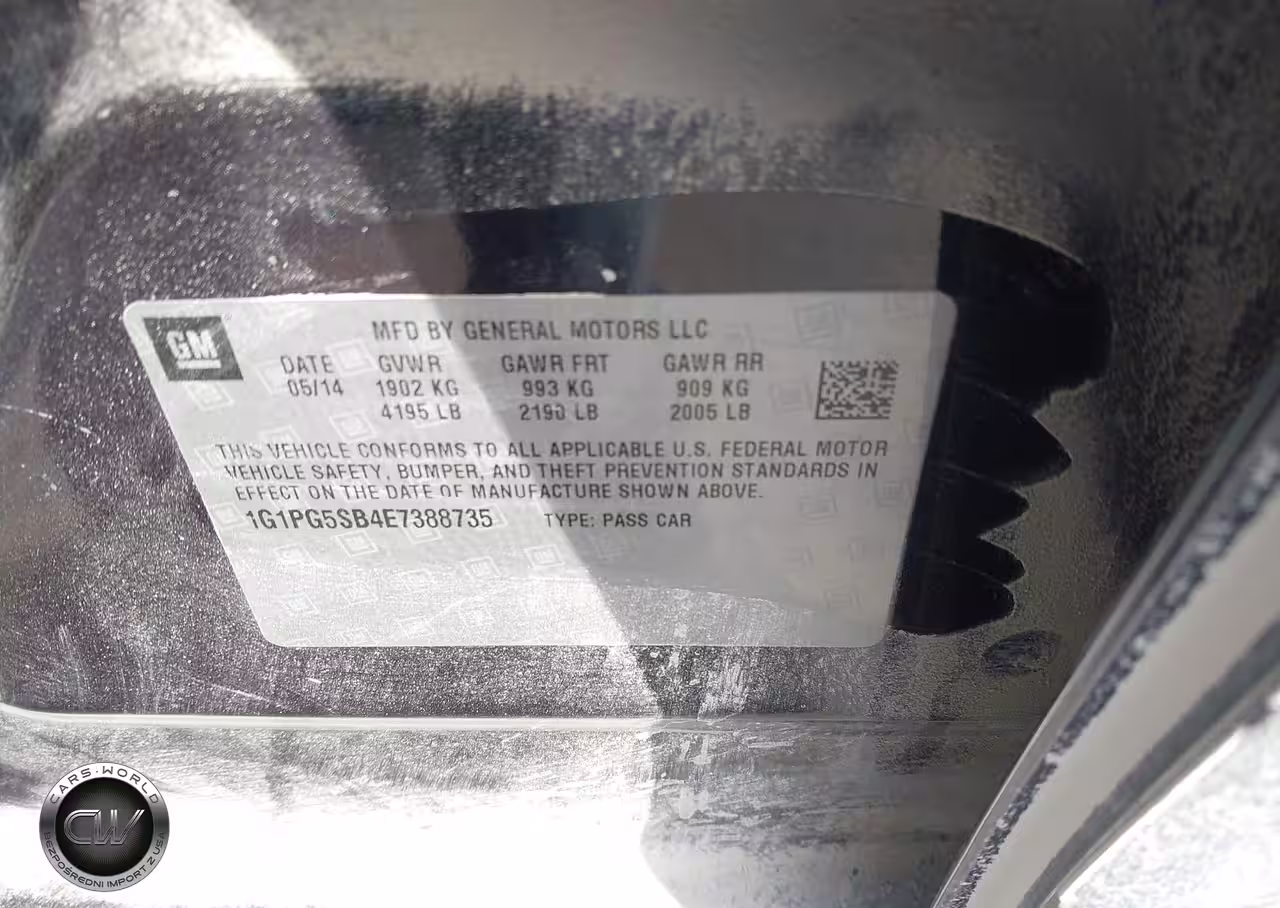 GM
MFD BY GENERAL MOTORS LLC
DATE GVWR GAWR FRT GAWR RR
05/14 1902 KG 993 KG 909 KG
4195 LB 2190 LB 2005 LB
THIS VEHICLE CONFORMS TO ALL APPLICABLE U.S. FEDERAL MOTOR
VEHICLE SAFETY, BUMPER, AND THEFT PREVENTION STANDARDS IN
EFFECT ON THE DATE OF MANUFACTURE SHOWN ABOVE.
1G1PG5SB4E7388735 TYPE: PASS CAR
CARS·WORLD
CW
BEZPOŚREDNI IMPORT Z USA